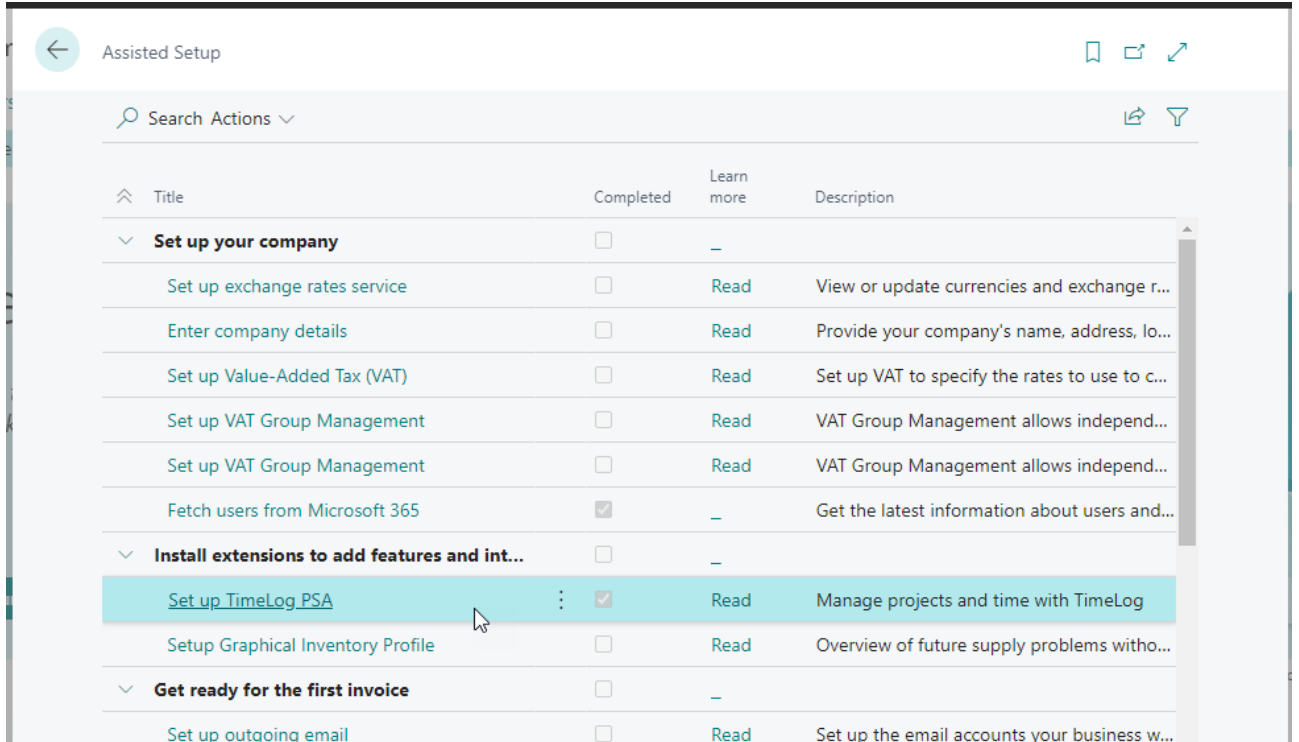 Assisted Setup
Search Actions
Title Completed Learn more Description
Set up your company _
Set up exchange rates service Read View or update currencies and exchange r...
Enter company details Read Provide your company's name, address, lo...
Set up Value-Added Tax (VAT) Read Set up VAT to specify the rates to use to c...
Set up VAT Group Management Read VAT Group Management allows independ...
Set up VAT Group Management Read VAT Group Management allows independ...
Fetch users from Microsoft 365 _ Get the latest information about users and...
Install extensions to add features and int... _
Set up TimeLog PSA Read Manage projects and time with TimeLog
Setup Graphical Inventory Profile Read Overview of future supply problems witho...
Get ready for the first invoice _
Set up outgoing email Read Set up the email accounts your business w...